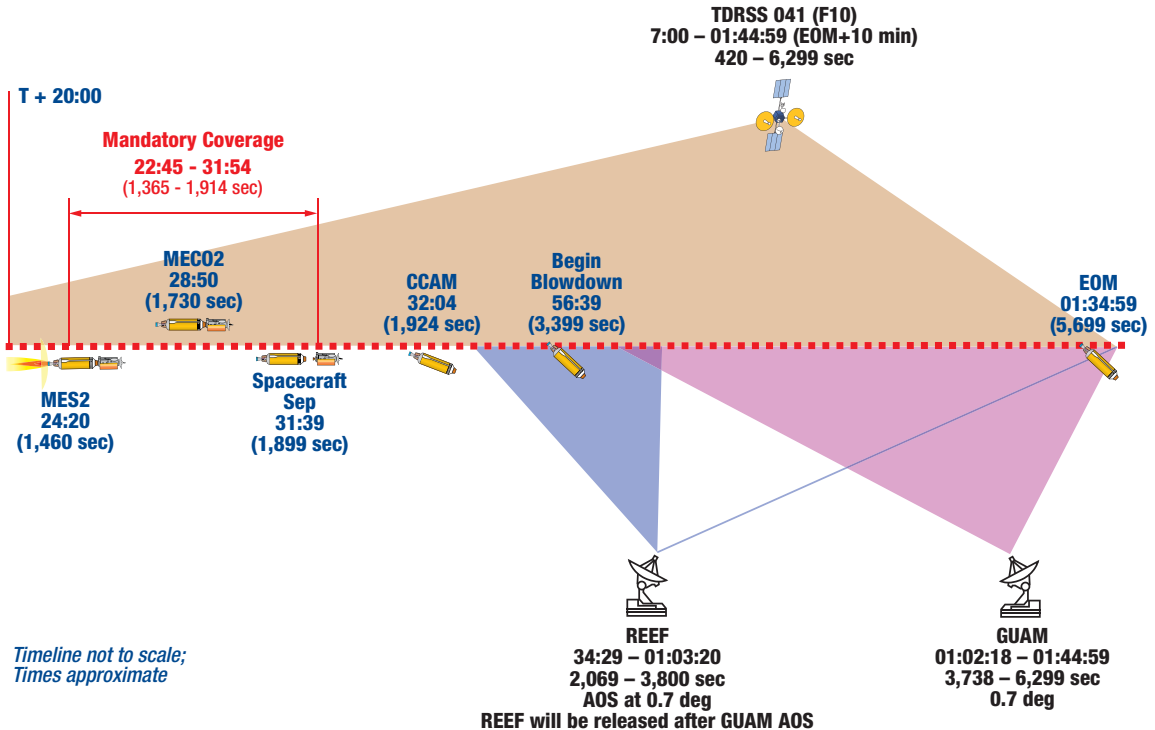 TDRSS 041 (F10)
7:00 – 01:44:59 (EOM+10 min)
420 – 6,299 sec
T + 20:00
Mandatory Coverage
22:45 - 31:54
(1,365 - 1,914 sec)
MECO2
28:50
(1,730 sec)
CCAM
32:04
(1,924 sec)
Begin
Blowdown
56:39
(3,399 sec)
EOM
01:34:59
(5,699 sec)
MES2
24:20
(1,460 sec)
Spacecraft
Sep
31:39
(1,899 sec)
REEF
34:29 – 01:03:20
2,069 – 3,800 sec
AOS at 0.7 deg
REEF will be released after GUAM AOS
GUAM
01:02:18 – 01:44:59
3,738 – 6,299 sec
0.7 deg
Timeline not to scale;
Times approximate